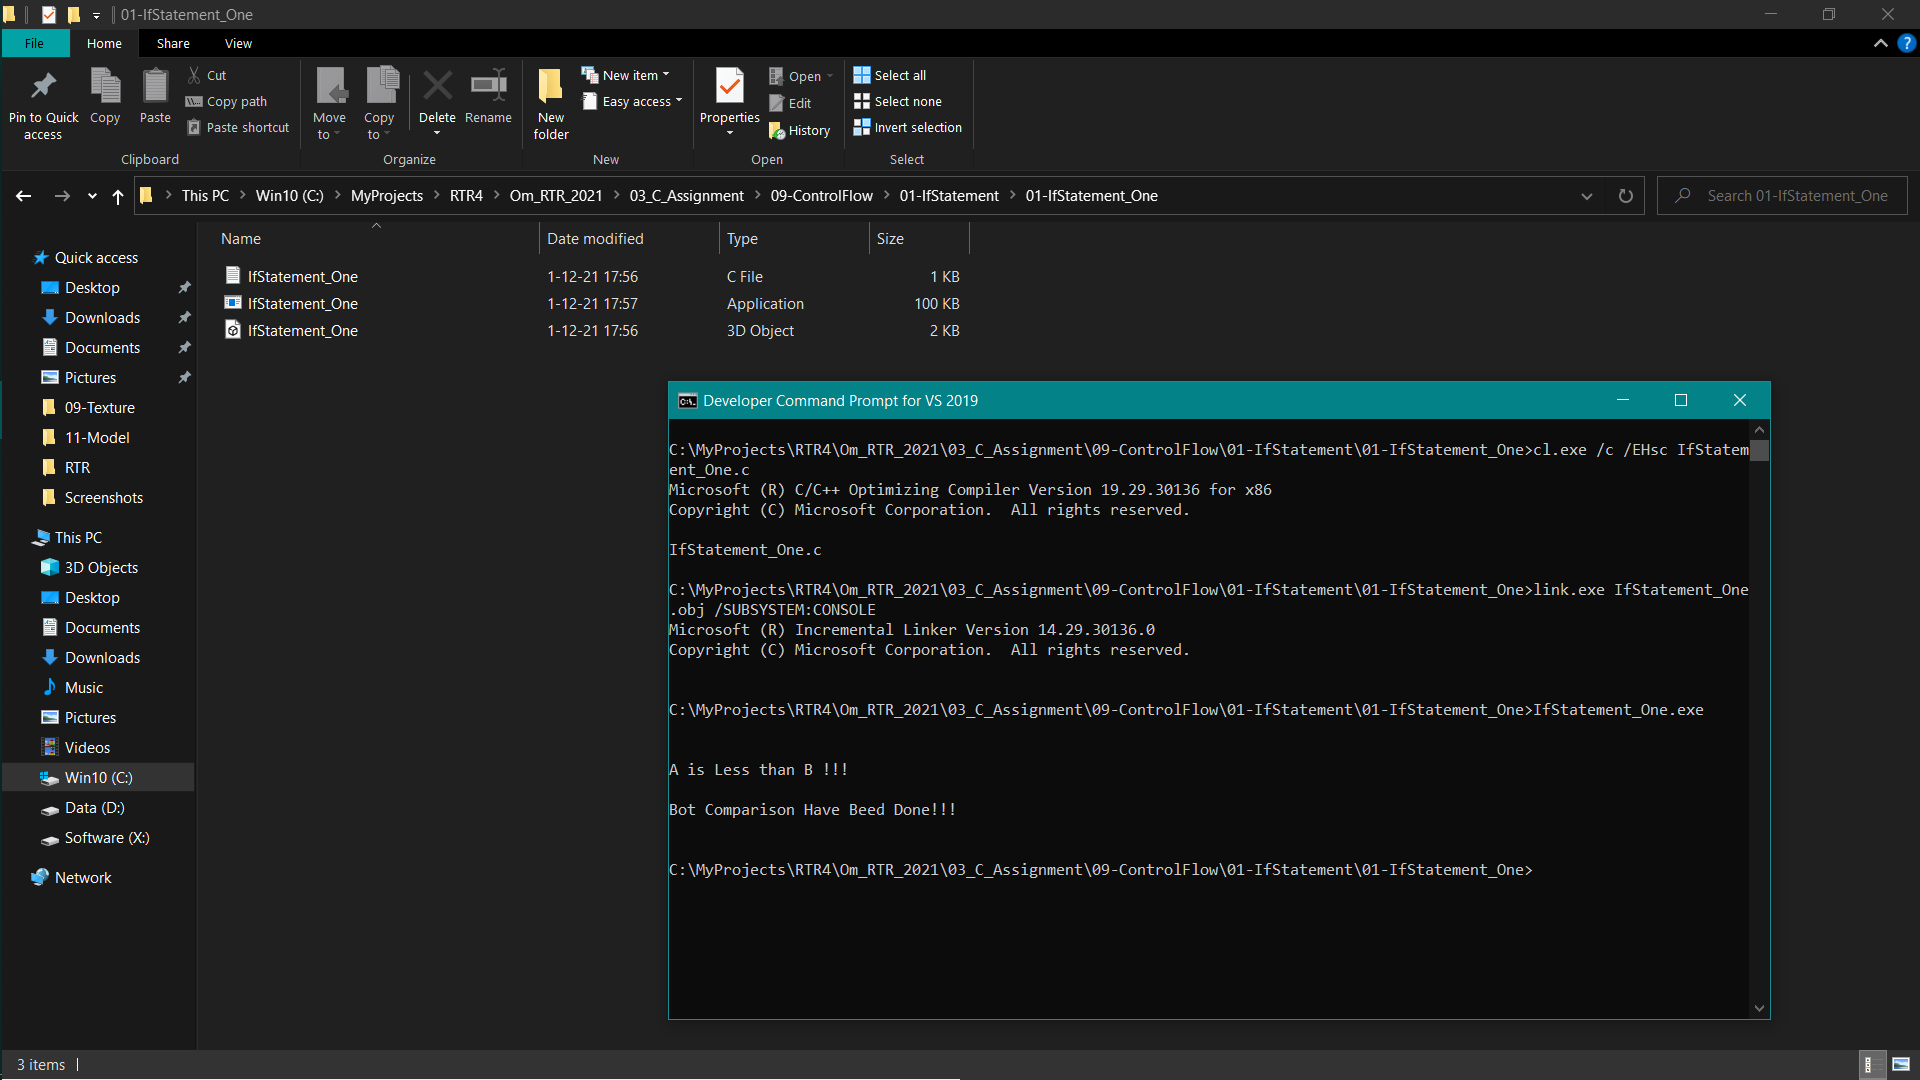 01-IfStatement_One
File
Home
Share
View
Pin to Quick access
Copy
Paste
Cut
Copy path
Paste shortcut
Clipboard
Move to
Copy to
Delete
Rename
Organize
New folder
New item
Easy access
New
Properties
Open
Edit
History
Open
Select all
Select none
Invert selection
Select
This PC
Win10 (C:)
MyProjects
RTR4
Om_RTR_2021
03_C_Assignment
09-ControlFlow
01-IfStatement
01-IfStatement_One
Search 01-IfStatement_One
Name Date modified Type Size
IfStatement_One 1-12-21 17:56 C File 1 KB
IfStatement_One 1-12-21 17:57 Application 100 KB
IfStatement_One 1-12-21 17:56 3D Object 2 KB
Quick access
Desktop
Downloads
Documents
Pictures
09-Texture
11-Model
RTR
Screenshots
This PC
3D Objects
Desktop
Documents
Downloads
Music
Pictures
Videos
Win10 (C:)
Data (D:)
Software (X:)
Network
Developer Command Prompt for VS 2019
C:\MyProjects\RTR4\Om_RTR_2021\03_C_Assignment\09-ControlFlow\01-IfStatement\01-IfStatement_One>cl.exe /c /EHsc IfStatem
ent_One.c
Microsoft (R) C/C++ Optimizing Compiler Version 19.29.30136 for x86
Copyright (C) Microsoft Corporation.  All rights reserved.
IfStatement_One.c
C:\MyProjects\RTR4\Om_RTR_2021\03_C_Assignment\09-ControlFlow\01-IfStatement\01-IfStatement_One>link.exe IfStatement_One
.obj /SUBSYSTEM:CONSOLE
Microsoft (R) Incremental Linker Version 14.29.30136.0
Copyright (C) Microsoft Corporation.  All rights reserved.
C:\MyProjects\RTR4\Om_RTR_2021\03_C_Assignment\09-ControlFlow\01-IfStatement\01-IfStatement_One>IfStatement_One.exe
A is Less than B !!!
Bot Comparison Have Beed Done!!!
C:\MyProjects\RTR4\Om_RTR_2021\03_C_Assignment\09-ControlFlow\01-IfStatement\01-IfStatement_One>
3 items